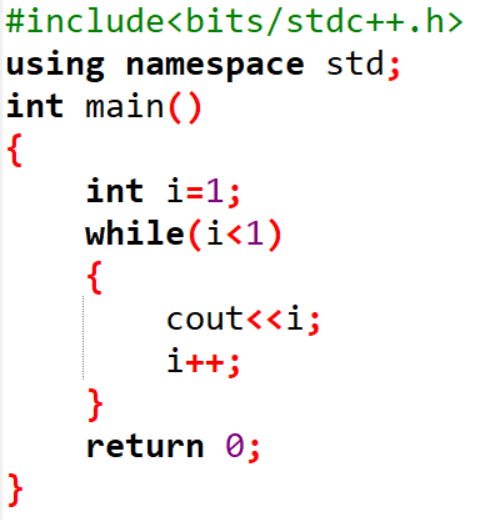 #include<bits/stdc++.h>
using namespace std;
int main()
{
    int i=1;
    while(i<1)
    {
        cout<<i;
        i++;
    }
    return 0;
}